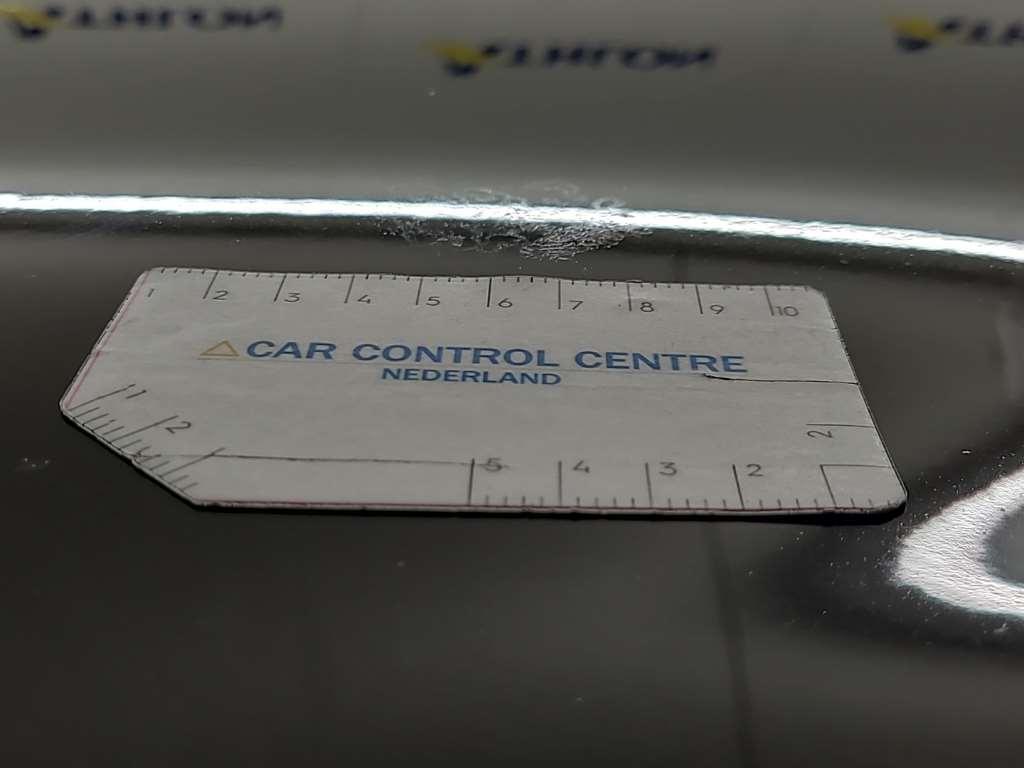 1 2 3 4 5 6 7 8 9 10
CAR CONTROL CENTRE
NEDERLAND
1
2
2
5 4 3 2